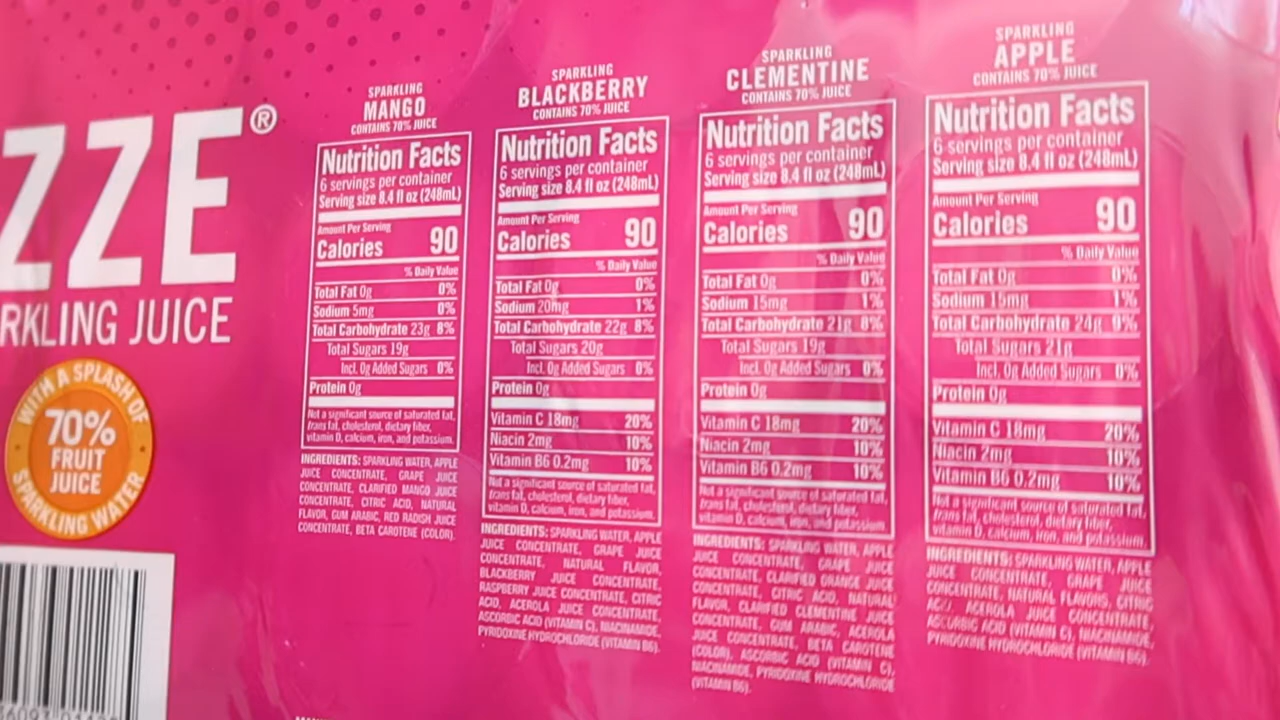 ZZE®
RKLING JUICE
WITH A SPLASH OF
70%
FRUIT
JUICE
SPARKLING WATER
SPARKLING
MANGO
CONTAINS 70% JUICE
Nutrition Facts
6 servings per container
Serving size 8.4 fl oz (248mL)
Amount Per Serving
Calories 90
% Daily Value
Total Fat 0g 0%
Sodium 5mg 0%
Total Carbohydrate 23g 8%
Total Sugars 19g
Incl. 0g Added Sugars 0%
Protein 0g
Not a significant source of saturated fat,
trans fat, cholesterol, dietary fiber,
vitamin D, calcium, iron, and potassium.
INGREDIENTS: SPARKLING WATER, APPLE
JUICE CONCENTRATE, GRAPE JUICE
CONCENTRATE, CLARIFIED MANGO JUICE
CONCENTRATE, CITRIC ACID, NATURAL
FLAVOR, GUM ARABIC, RED RADISH JUICE
CONCENTRATE, BETA CAROTENE (COLOR).
SPARKLING
BLACKBERRY
CONTAINS 70% JUICE
Nutrition Facts
6 servings per container
Serving size 8.4 fl oz (248mL)
Amount Per Serving
Calories 90
% Daily Value
Total Fat 0g 0%
Sodium 20mg 1%
Total Carbohydrate 22g 8%
Total Sugars 20g
Incl. 0g Added Sugars 0%
Protein 0g
Vitamin C 18mg 20%
Niacin 2mg 10%
Vitamin B6 0.2mg 10%
Not a significant source of saturated fat,
trans fat, cholesterol, dietary fiber,
vitamin D, calcium, iron, and potassium.
INGREDIENTS: SPARKLING WATER, APPLE
JUICE CONCENTRATE, GRAPE JUICE
CONCENTRATE, NATURAL FLAVOR,
BLACKBERRY JUICE CONCENTRATE,
RASPBERRY JUICE CONCENTRATE, CITRIC
ACID, ACEROLA JUICE CONCENTRATE,
ASCORBIC ACID (VITAMIN C), NIACINAMIDE,
PYRIDOXINE HYDROCHLORIDE (VITAMIN B6).
SPARKLING
CLEMENTINE
CONTAINS 70% JUICE
Nutrition Facts
6 servings per container
Serving size 8.4 fl oz (248mL)
Amount Per Serving
Calories 90
% Daily Value
Total Fat 0g 0%
Sodium 15mg 1%
Total Carbohydrate 21g 8%
Total Sugars 19g
Incl. 0g Added Sugars 0%
Protein 0g
Vitamin C 18mg 20%
Niacin 2mg 10%
Vitamin B6 0.2mg 10%
Not a significant source of saturated fat,
trans fat, cholesterol, dietary fiber,
vitamin D, calcium, iron, and potassium.
INGREDIENTS: SPARKLING WATER, APPLE
JUICE CONCENTRATE, GRAPE JUICE
CONCENTRATE, CLARIFIED ORANGE JUICE
CONCENTRATE, CITRIC ACID, NATURAL
FLAVOR, CLARIFIED CLEMENTINE JUICE
CONCENTRATE, GUM ARABIC, ACEROLA
JUICE CONCENTRATE, BETA CAROTENE
(COLOR), ASCORBIC ACID (VITAMIN C),
NIACINAMIDE, PYRIDOXINE HYDROCHLORIDE
(VITAMIN B6).
SPARKLING
APPLE
CONTAINS 70% JUICE
Nutrition Facts
6 servings per container
Serving size 8.4 fl oz (248mL)
Amount Per Serving
Calories 90
% Daily Value
Total Fat 0g 0%
Sodium 15mg 1%
Total Carbohydrate 24g 9%
Total Sugars 21g
Incl. 0g Added Sugars 0%
Protein 0g
Vitamin C 18mg 20%
Niacin 2mg 10%
Vitamin B6 0.2mg 10%
Not a significant source of saturated fat,
trans fat, cholesterol, dietary fiber,
vitamin D, calcium, iron, and potassium.
INGREDIENTS: SPARKLING WATER, APPLE
JUICE CONCENTRATE, GRAPE JUICE
CONCENTRATE, NATURAL FLAVORS, CITRIC
ACID, ACEROLA JUICE CONCENTRATE,
ASCORBIC ACID (VITAMIN C), NIACINAMIDE,
PYRIDOXINE HYDROCHLORIDE (VITAMIN B6).